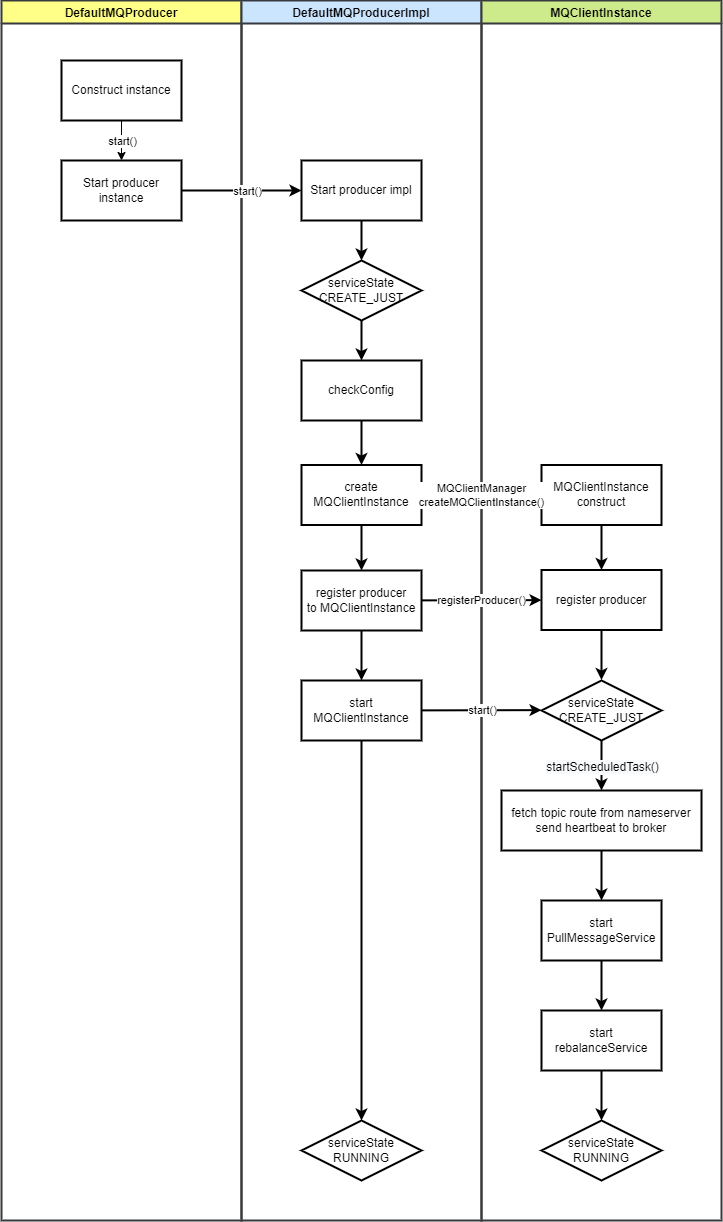 DefaultMQProducer
DefaultMQProducerImpl
MQClientInstance
Construct instance
start()
Start producer
instance
start()
Start producer impl
serviceState
CREATE_JUST
checkConfig
create
MQClientInstance
MQClientManager
createMQClientInstance()
MQClientInstance
construct
register producer
to MQClientInstance
registerProducer()
register producer
start
MQClientInstance
start()
serviceState
CREATE_JUST
startScheduledTask()
fetch topic route from nameserver
send heartbeat to broker
start
PullMessageService
start
rebalanceService
serviceState
RUNNING
serviceState
RUNNING